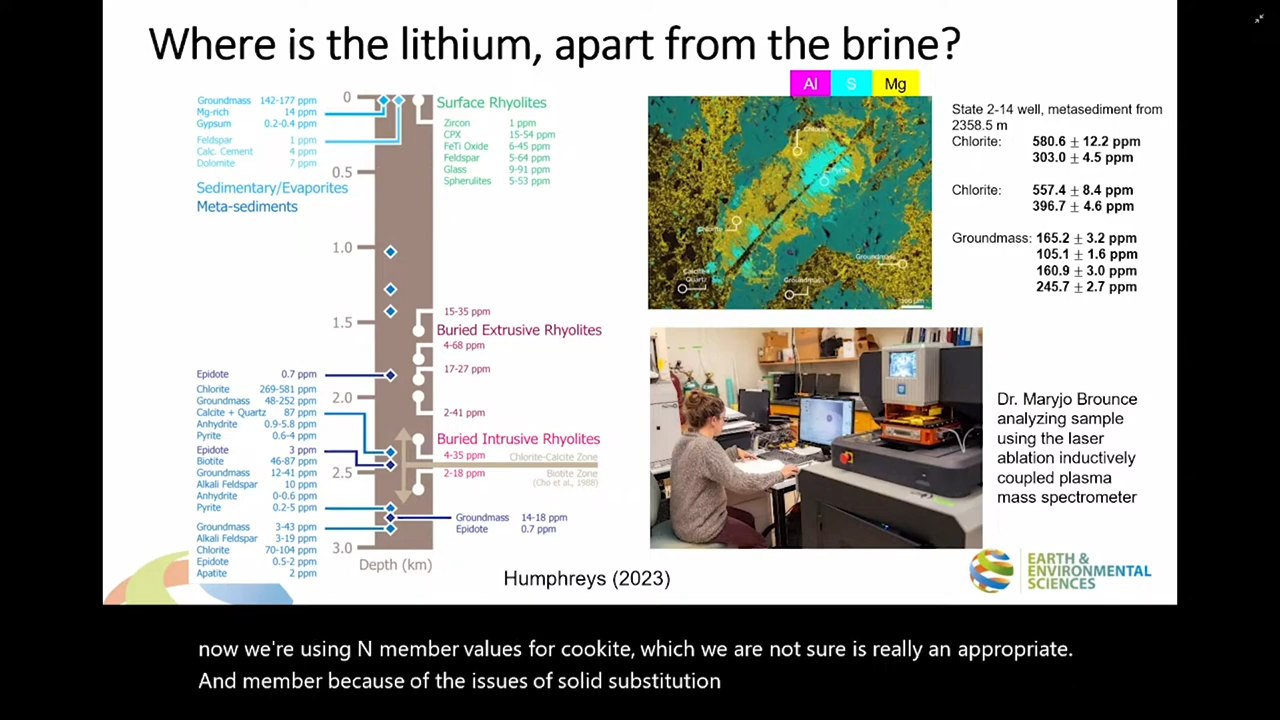 Where is the lithium, apart from the brine?
Groundmass 142-177 ppm
Mg-rich 14 ppm
Gypsum 0.2-0.4 ppm
Feldspar 1 ppm
Calc. Cement 4 ppm
Dolomite 7 ppm
Sedimentary/Evaporites
Meta-sediments
Epidote 0.7 ppm
Chlorite 269-581 ppm
Groundmass 48-252 ppm
Calcite + Quartz 87 ppm
Anhydrite 0.9-5.8 ppm
Pyrite 0.6-4 ppm
Epidote 3 ppm
Biotite 46-87 ppm
Groundmass 12-41 ppm
Alkali Feldspar 10 ppm
Anhydrite 0-0.6 ppm
Pyrite 0.2-5 ppm
Groundmass 3-43 ppm
Alkali Feldspar 3-19 ppm
Chlorite 70-104 ppm
Epidote 0.5-2 ppm
Apatite 2 ppm
0
0.5
1.0
1.5
2.0
2.5
3.0
Depth (km)
Surface Rhyolites
Zircon 1 ppm
CPX 15-54 ppm
FeTi Oxide 6-45 ppm
Feldspar 5-64 ppm
Glass 9-91 ppm
Spherulites 5-53 ppm
15-35 ppm
Buried Extrusive Rhyolites
4-68 ppm
17-27 ppm
2-41 ppm
Buried Intrusive Rhyolites
4-35 ppm Chlorite-Calcite Zone
2-18 ppm Biotite Zone
(Cho et al., 1988)
Groundmass 14-18 ppm
Epidote 0.7 ppm
Humphreys (2023)
Al S Mg
Chlorite
Chlorite
Groundmass
Calcite+
Quartz
Groundmass
State 2-14 well, metasediment from
2358.5 m
Chlorite: 580.6 ± 12.2 ppm
303.0 ± 4.5 ppm
Chlorite: 557.4 ± 8.4 ppm
396.7 ± 4.6 ppm
Groundmass: 165.2 ± 3.2 ppm
105.1 ± 1.6 ppm
160.9 ± 3.0 ppm
245.7 ± 2.7 ppm
Dr. Maryjo Brounce
analyzing sample
using the laser
ablation inductively
coupled plasma
mass spectrometer
EARTH &
ENVIRONMENTAL
SCIENCES
now we're using N member values for cookite, which we are not sure is really an appropriate.
And member because of the issues of solid substitution